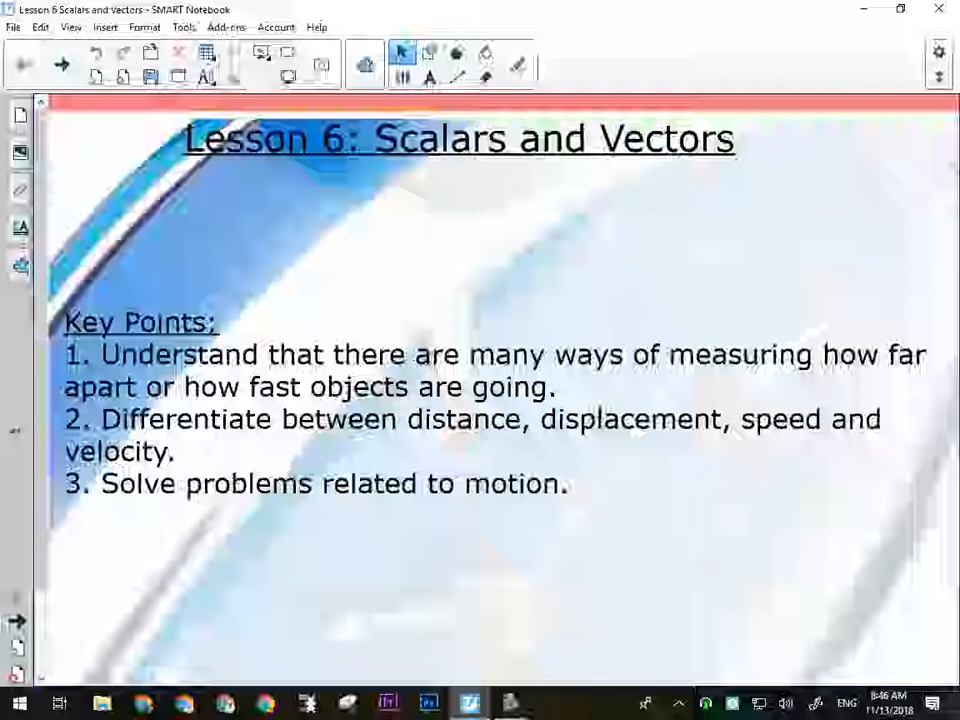 Lesson 6 Scalars and Vectors - SMART Notebook
File Edit View Insert Format Tools Add-ons Account Help
Lesson 6: Scalars and Vectors
Key Points:
1. Understand that there are many ways of measuring how far
apart or how fast objects are going.
2. Differentiate between distance, displacement, speed and
velocity.
3. Solve problems related to motion.
ENG
8:46 AM
11/13/2018